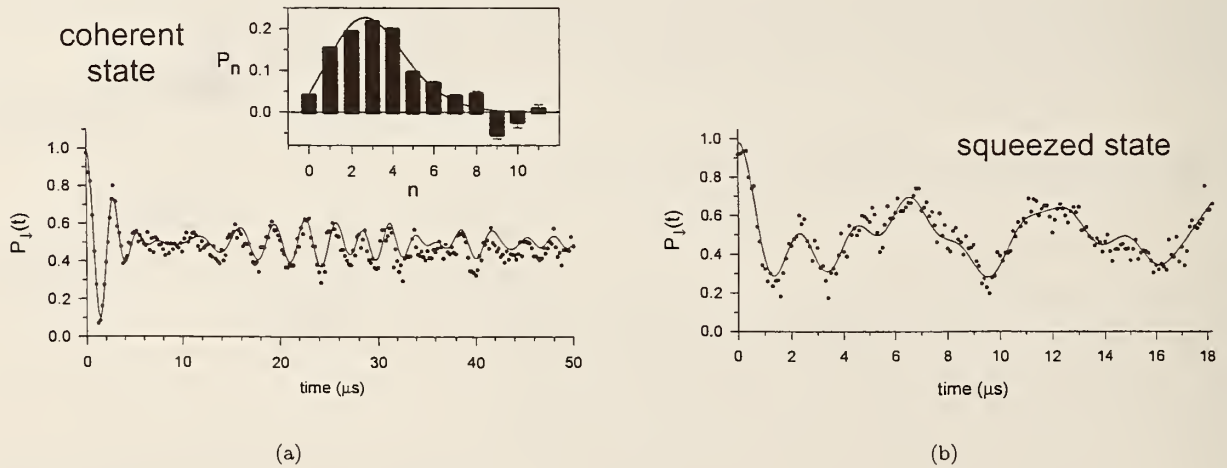 coherent
state
P_n
0.2
0.1
0.0
0 2 4 6 8 10
n
P↓(t)
1.0
0.8
0.6
0.4
0.2
0.0
0 10 20 30 40 50
time (μs)
(a)
squeezed state
P↓(t)
1.0
0.8
0.6
0.4
0.2
0.0
0 2 4 6 8 10 12 14 16 18
time (μs)
(b)